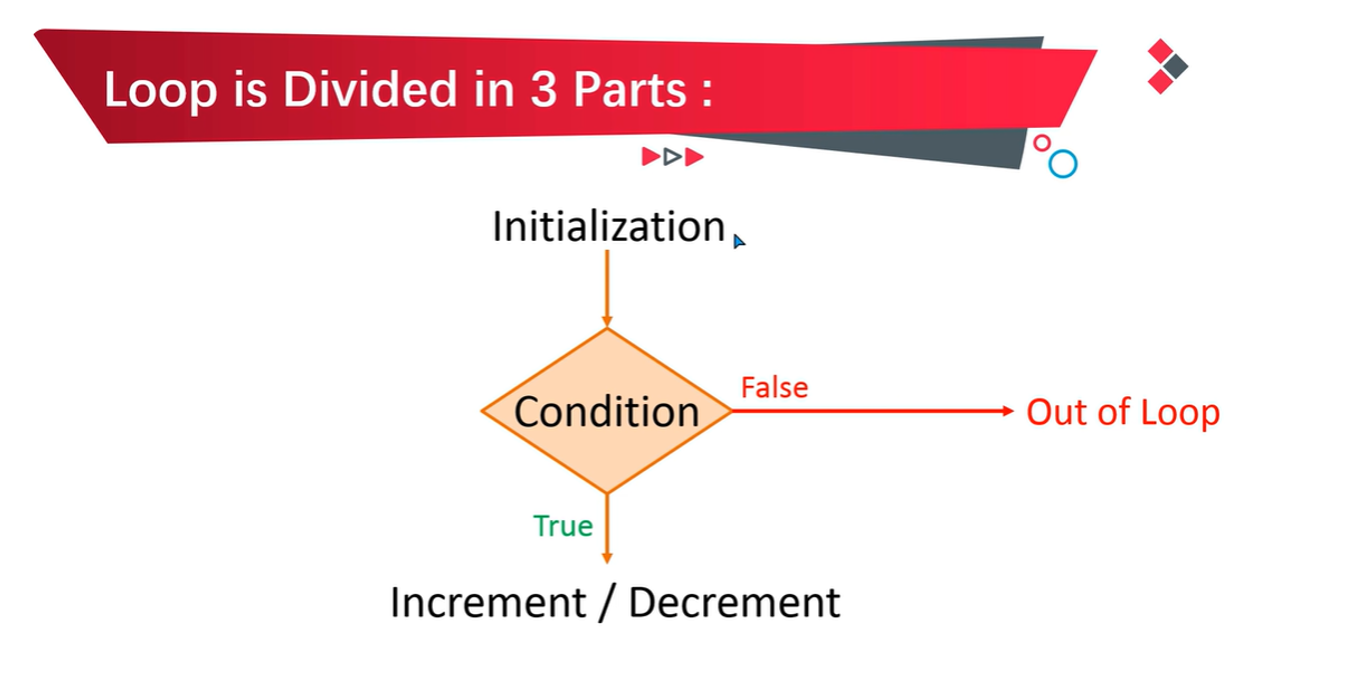 Loop is Divided in 3 Parts :
Initialization
Condition
False
Out of Loop
True
Increment / Decrement